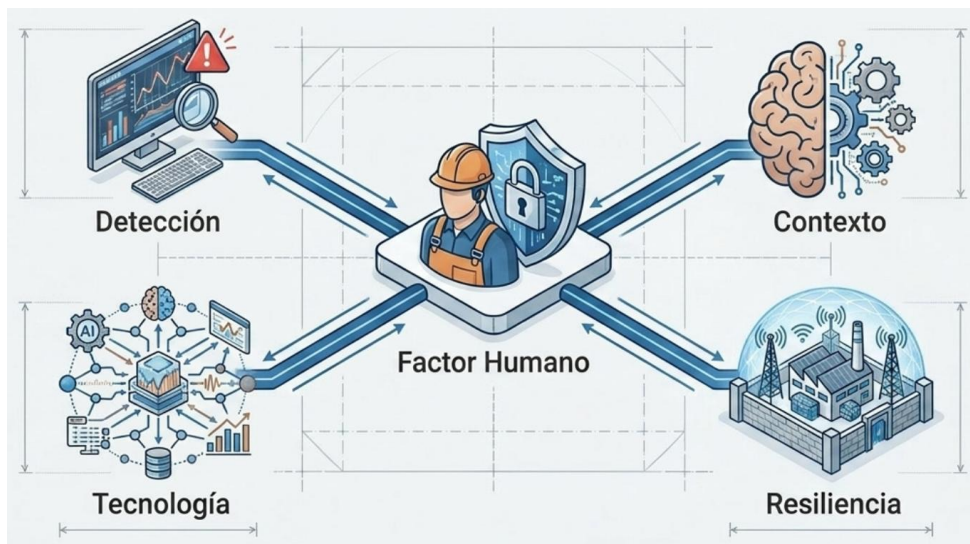 Detección
Contexto
Factor Humano
AI
Tecnología
Resiliencia